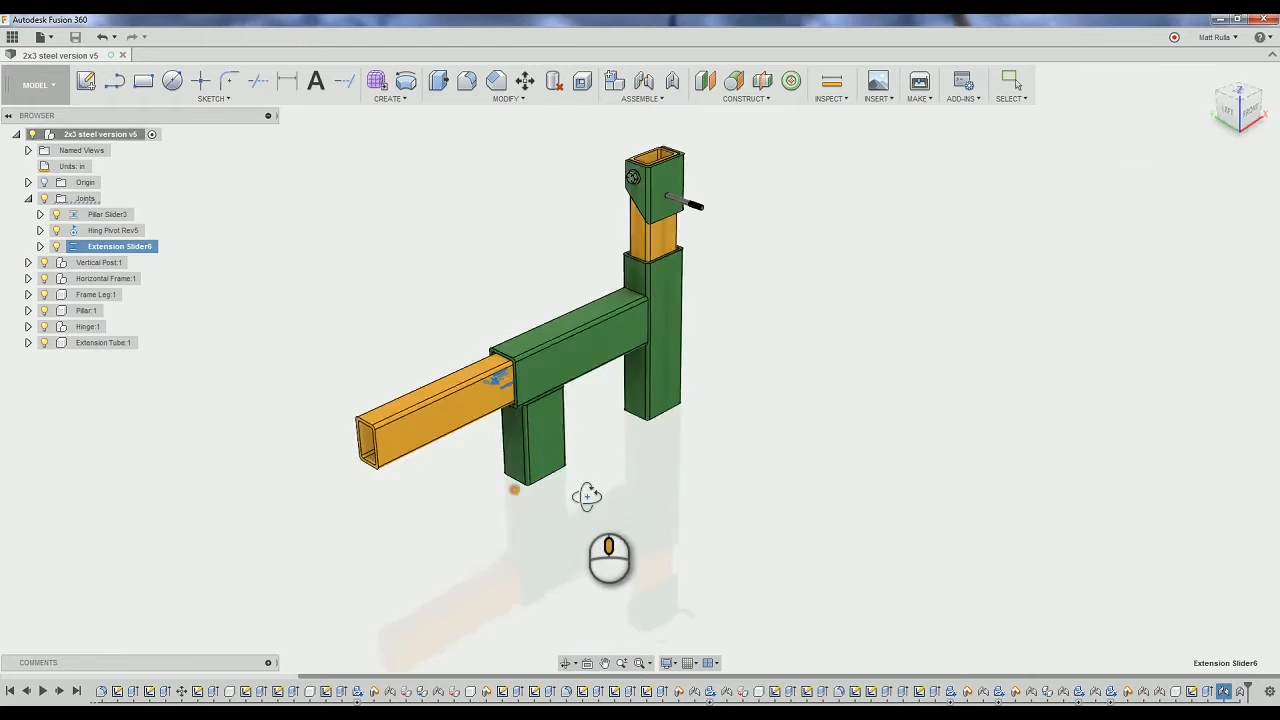 Autodesk Fusion 360
Matt Rulla
2x3 steel version v5
MODEL
SKETCH
CREATE
MODIFY
ASSEMBLE
CONSTRUCT
INSPECT
INSERT
MAKE
ADD-INS
SELECT
BROWSER
2x3 steel version v5
Named Views
Units: in
Origin
Joints
Pillar Slider3
Hing Pivot Rev5
Extension Slider6
Vertical Post:1
Horizontal Frame:1
Frame Leg:1
Pillar:1
Hinge:1
Extension Tube:1
LEFT
FRONT
Z
X
COMMENTS
Extension Slider6